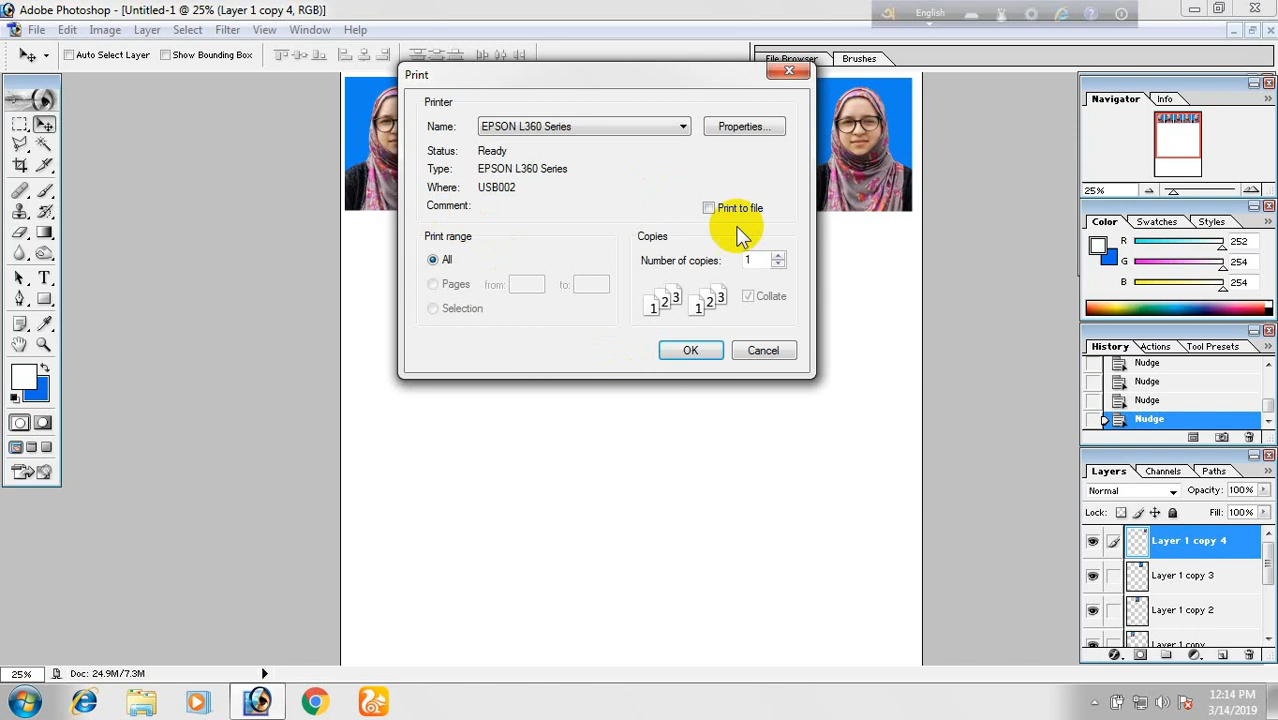 Adobe Photoshop - [Untitled-1 @ 25% (Layer 1 copy 4, RGB)]
English
File Edit Image Layer Select Filter View Window Help
Auto Select Layer Show Bounding Box
Brushes
Print
Printer
Name: EPSON L360 Series Properties...
Status: Ready
Type: EPSON L360 Series
Where: USB002
Comment:
Print to file
Print range
All
Pages from: to:
Selection
Copies
Number of copies: 1
1 2 3 1 2 3
Collate
OK Cancel
Navigator Info
25%
Color Swatches Styles
R 252
G 254
B 254
History Actions Tool Presets
Nudge
Nudge
Nudge
Nudge
Layers Channels Paths
Normal Opacity: 100%
Lock: Fill: 100%
Layer 1 copy 4
Layer 1 copy 3
Layer 1 copy 2
Layer 1 copy
25% Doc: 24.9M/7.3M
12:14 PM
3/14/2019